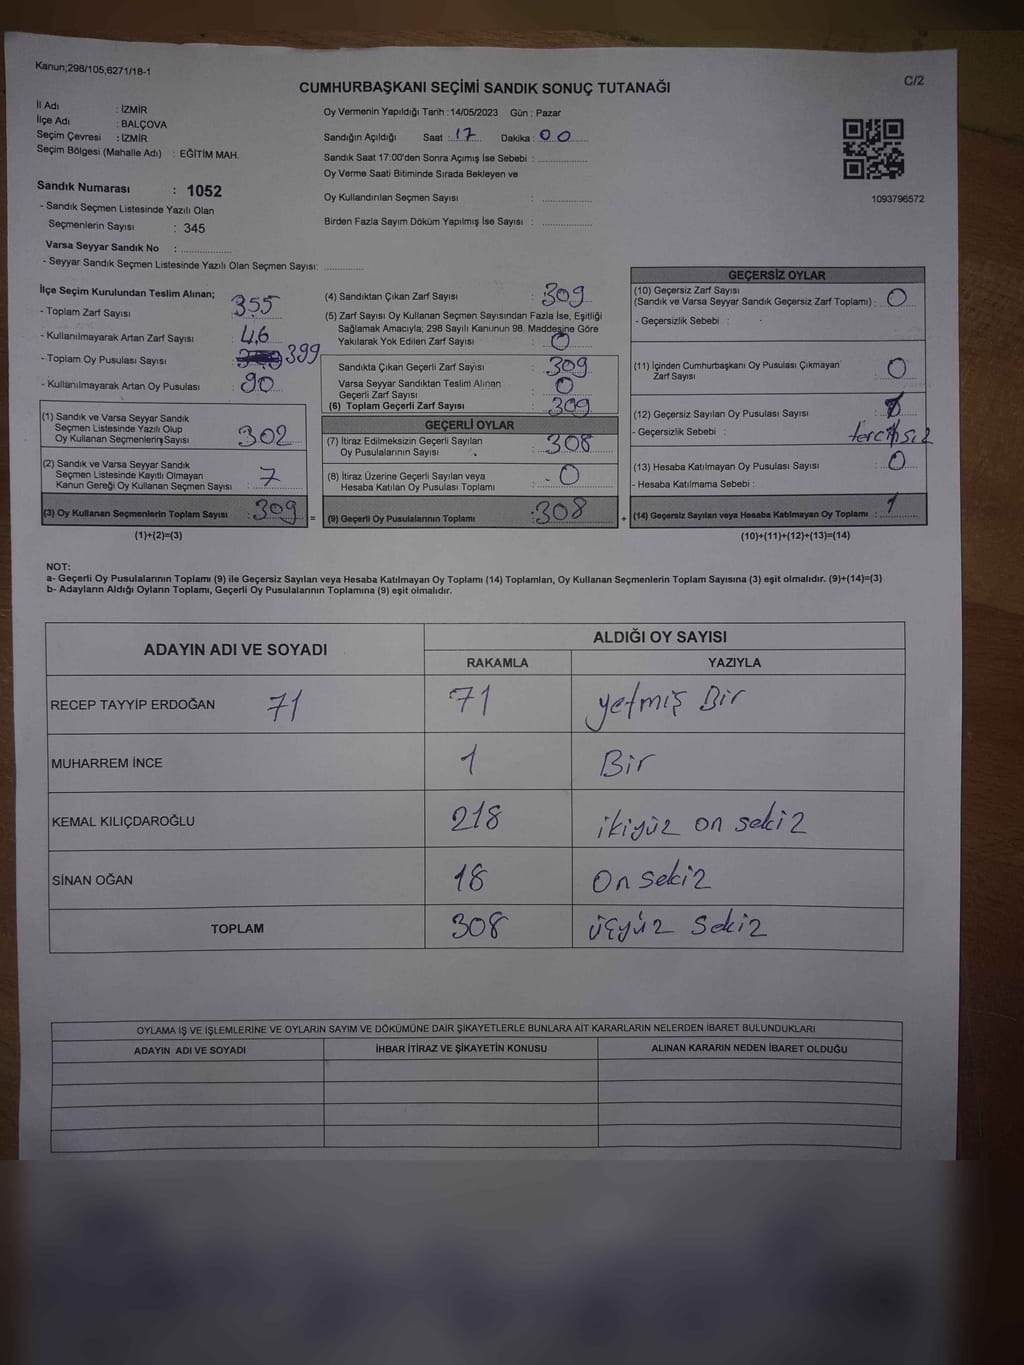 Kanun;298/105,6271/18-1
C/2
CUMHURBAŞKANI SEÇİMİ SANDIK SONUÇ TUTANAĞI
İl Adı : İZMİR
İlçe Adı : BALÇOVA
Seçim Çevresi : İZMİR
Seçim Bölgesi (Mahalle Adı) : EĞİTİM MAH.
Oy Vermenin Yapıldığı Tarih : 14/05/2023 Gün : Pazar
Sandığın Açıldığı Saat : 17 Dakika : 00
Sandık Saat 17:00'den Sonra Açımış İse Sebebi :
Oy Verme Saati Bitiminde Sırada Bekleyen ve
Oy Kullandırılan Seçmen Sayısı :
Birden Fazla Sayım Döküm Yapılmış İse Sayısı :
1093796572
Sandık Numarası : 1052
- Sandık Seçmen Listesinde Yazılı Olan
Seçmenlerin Sayısı : 345
Varsa Seyyar Sandık No :
- Seyyar Sandık Seçmen Listesinde Yazılı Olan Seçmen Sayısı:
İlçe Seçim Kurulundan Teslim Alınan;
- Toplam Zarf Sayısı : 355
- Kullanılmayarak Artan Zarf Sayısı : 46
- Toplam Oy Pusulası Sayısı : 399
- Kullanılmayarak Artan Oy Pusulası : 90
(1) Sandık ve Varsa Seyyar Sandık
Seçmen Listesinde Yazılı Olup
Oy Kullanan Seçmenlerin Sayısı : 302
(2) Sandık ve Varsa Seyyar Sandık
Seçmen Listesinde Kayıtlı Olmayan
Kanun Gereği Oy Kullanan Seçmen Sayısı : 7
(3) Oy Kullanan Seçmenlerin Toplam Sayısı : 309 =
(1)+(2)=(3)
(4) Sandıktan Çıkan Zarf Sayısı : 309
(5) Zarf Sayısı Oy Kullanan Seçmen Sayısından Fazla İse, Eşitliği
Sağlamak Amacıyla; 298 Sayılı Kanunun 98. Maddesine Göre
Yakılarak Yok Edilen Zarf Sayısı : 0
Sandıkta Çıkan Geçerli Zarf Sayısı : 309
Varsa Seyyar Sandıktan Teslim Alınan
Geçerli Zarf Sayısı : 0
(6) Toplam Geçerli Zarf Sayısı : 309
GEÇERLİ OYLAR
(7) İtiraz Edilmeksizin Geçerli Sayılan
Oy Pusulalarının Sayısı : 308
(8) İtiraz Üzerine Geçerli Sayılan veya
Hesaba Katılan Oy Pusulası Toplamı : 0
(9) Geçerli Oy Pusulalarının Toplamı : 308 +
GEÇERSİZ OYLAR
(10) Geçersiz Zarf Sayısı
(Sandık ve Varsa Seyyar Sandık Geçersiz Zarf Toplamı) : 0
- Geçersizlik Sebebi :
(11) İçinden Cumhurbaşkanı Oy Pusulası Çıkmayan
Zarf Sayısı : 0
(12) Geçersiz Sayılan Oy Pusulası Sayısı : 1
- Geçersizlik Sebebi : tercihsiz
(13) Hesaba Katılmayan Oy Pusulası Sayısı : 0
- Hesaba Katılmama Sebebi :
(14) Geçersiz Sayılan veya Hesaba Katılmayan Oy Toplamı : 1
(10)+(11)+(12)+(13)=(14)
NOT:
a- Geçerli Oy Pusulalarının Toplamı (9) ile Geçersiz Sayılan veya Hesaba Katılmayan Oy Toplamı (14) Toplamları, Oy Kullanan Seçmenlerin Toplam Sayısına (3) eşit olmalıdır. (9)+(14)=(3)
b- Adayların Aldığı Oyların Toplamı, Geçerli Oy Pusulalarının Toplamına (9) eşit olmalıdır.
ADAYIN ADI VE SOYADI ALDIĞI OY SAYISI
RAKAMLA YAZIYLA
RECEP TAYYİP ERDOĞAN 71 71 yetmiş Bir
MUHARREM İNCE 1 Bir
KEMAL KILIÇDAROĞLU 218 ikiyüz on sekiz
SİNAN OĞAN 18 On sekiz
TOPLAM 308 üçyüz sekiz
OYLAMA İŞ VE İŞLEMLERİNE VE OYLARIN SAYIM VE DÖKÜMÜNE DAİR ŞİKAYETLERLE BUNLARA AİT KARARLARIN NELERDEN İBARET BULUNDUKLARI
ADAYIN ADI VE SOYADI İHBAR İTİRAZ VE ŞİKAYETİN KONUSU ALINAN KARARIN NEDEN İBARET OLDUĞU